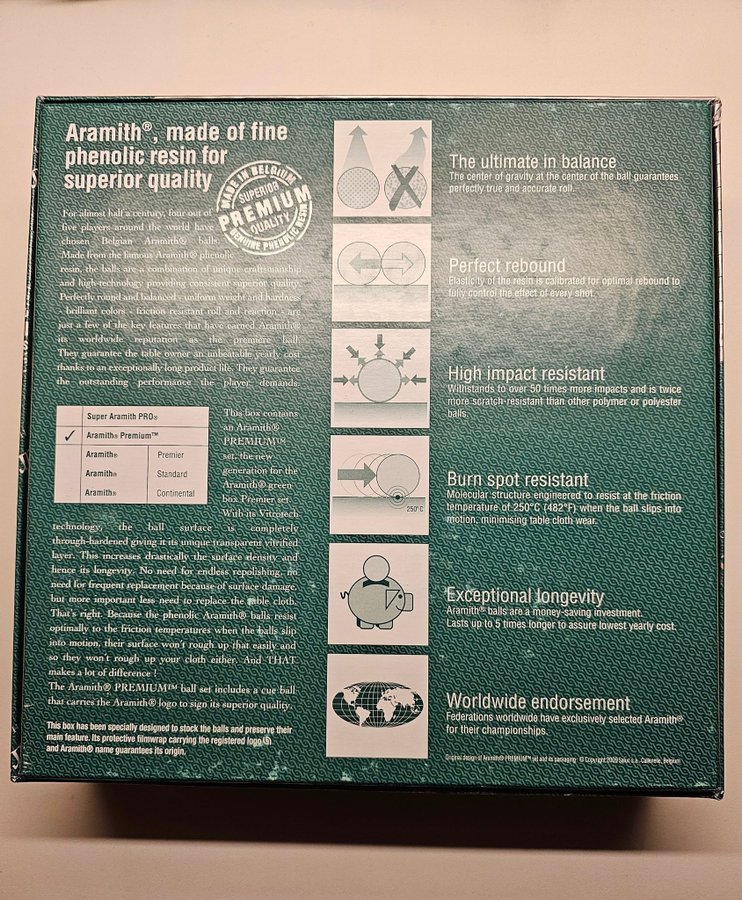 Aramith®, made of fine
phenolic resin for
superior quality
MADE IN BELGIUM
SUPERIOR
PREMIUM
QUALITY
GENUINE PHENOLIC RESIN
For almost half a century, four out of
five players around the world have
chosen Belgian Aramith® balls.
Made from the famous Aramith® phenolic
resin, the balls are a combination of unique craftsmanship
and high-technology providing consistent superior quality.
Perfectly round and balanced - uniform weight and hardness
- brilliant colors - friction resistant roll and reaction - are
just a few of the key features that have earned Aramith®
its worldwide reputation as the premiere ball.
They guarantee the table owner an unbeatable yearly cost
thanks to an exceptionally long product life. They guarantee
the outstanding performance the player demands.
Super Aramith PRO®
✓ Aramith® Premium™
Aramith® Premier
Aramith® Standard
Aramith® Continental
This box contains
an Aramith®
PREMIUM™
set, the new
generation for the
Aramith® green
box Premier set.
With its Vitrotech
technology, the ball surface is completely
through-hardened giving it its unique transparent vitrified
layer. This increases drastically the surface density and
hence its longevity. No need for endless repolishing, no
need for frequent replacement because of surface damage,
but more important less need to replace the table cloth.
That's right. Because the phenolic Aramith® balls resist
optimally to the friction temperatures when the balls slip
into motion, their surface won't rough up that easily and
so they won't rough up your cloth either. And THAT
makes a lot of difference !
The Aramith® PREMIUM™ ball set includes a cue ball
that carries the Aramith® logo to sign its superior quality.
This box has been specially designed to stock the balls and preserve their
main feature. Its protective filmwrap carrying the registered logo
and Aramith® name guarantees its origin.
The ultimate in balance
The center of gravity at the center of the ball guarantees
perfectly true and accurate roll.
Perfect rebound
Elasticity of the resin is calibrated for optimal rebound to
fully control the effect of every shot.
High impact resistant
Withstands to over 50 times more impacts and is twice
more scratch-resistant than other polymer or polyester
balls.
250°C
Burn spot resistant
Molecular structure engineered to resist at the friction
temperature of 250°C (482°F) when the ball slips into
motion, minimising table cloth wear.
Exceptional longevity
Aramith® balls are a money-saving investment.
Lasts up to 5 times longer to assure lowest yearly cost.
Worldwide endorsement
Federations worldwide have exclusively selected Aramith®
for their championships.
Original design of Aramith® PREMIUM™ set and its packaging © Copyright 2009 Saluc s.a. Callenelle, Belgium